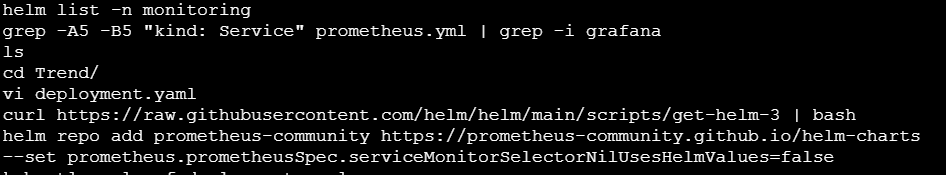 helm list -n monitoring
grep -A5 -B5 "kind: Service" prometheus.yml | grep -i grafana
ls
cd Trend/
vi deployment.yaml
curl https://raw.githubusercontent.com/helm/helm/main/scripts/get-helm-3 | bash
helm repo add prometheus-community https://prometheus-community.github.io/helm-charts
--set prometheus.prometheusSpec.serviceMonitorSelectorNilUsesHelmValues=false